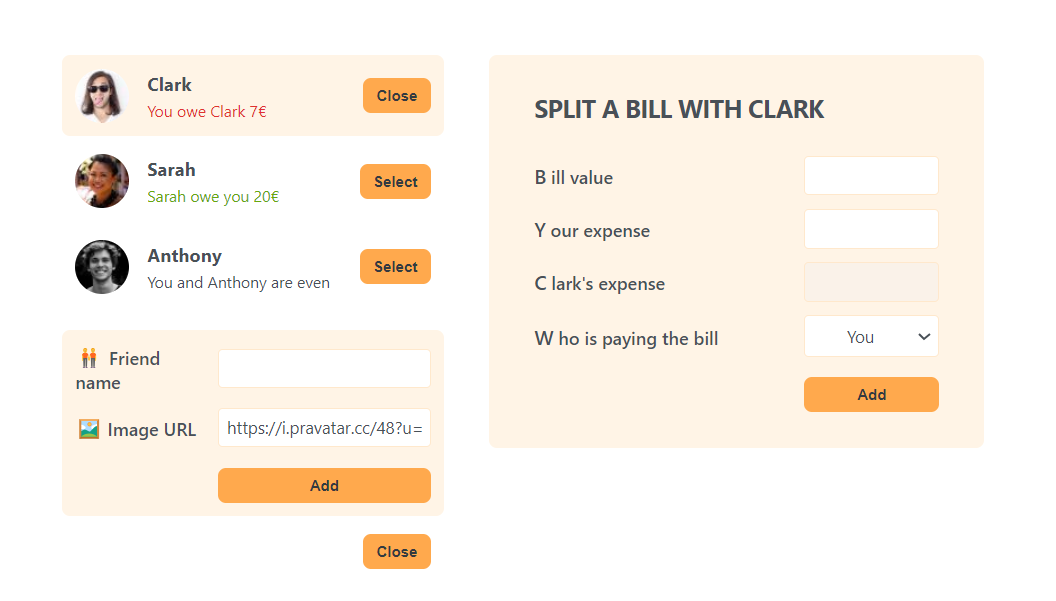 Clark
You owe Clark 7€
Close
Sarah
Sarah owe you 20€
Select
Anthony
You and Anthony are even
Select
👬 Friend
name
🖼️ Image URL
https://i.pravatar.cc/48?u=
Add
Close
SPLIT A BILL WITH CLARK
B ill value
Y our expense
C lark's expense
W ho is paying the bill
You
Add